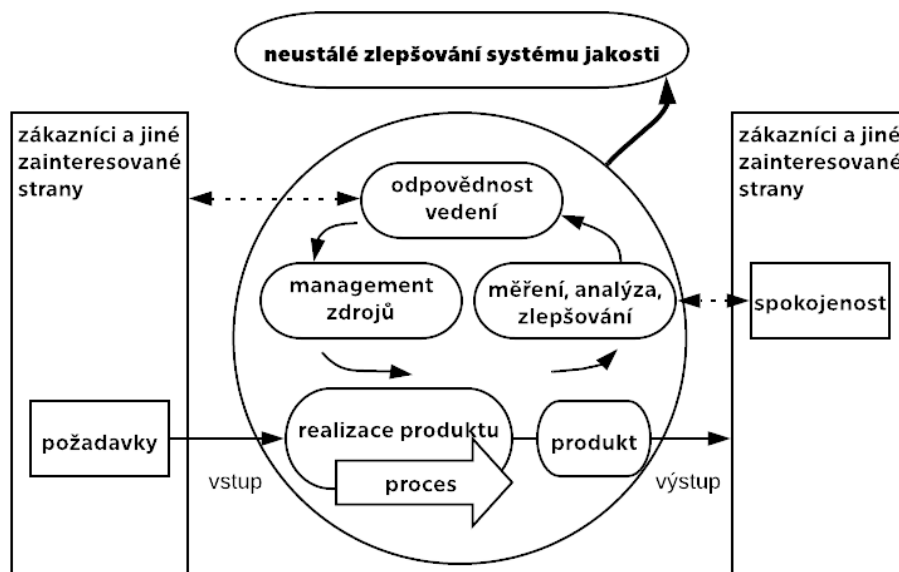 neustálé zlepšování systému jakosti
zákazníci a jiné
zainteresované
strany
zákazníci a jiné
zainteresované
strany
odpovědnost
vedení
management
zdrojů
měření, analýza,
zlepšování
spokojenost
požadavky
realizace produktu
produkt
vstup
proces
výstup